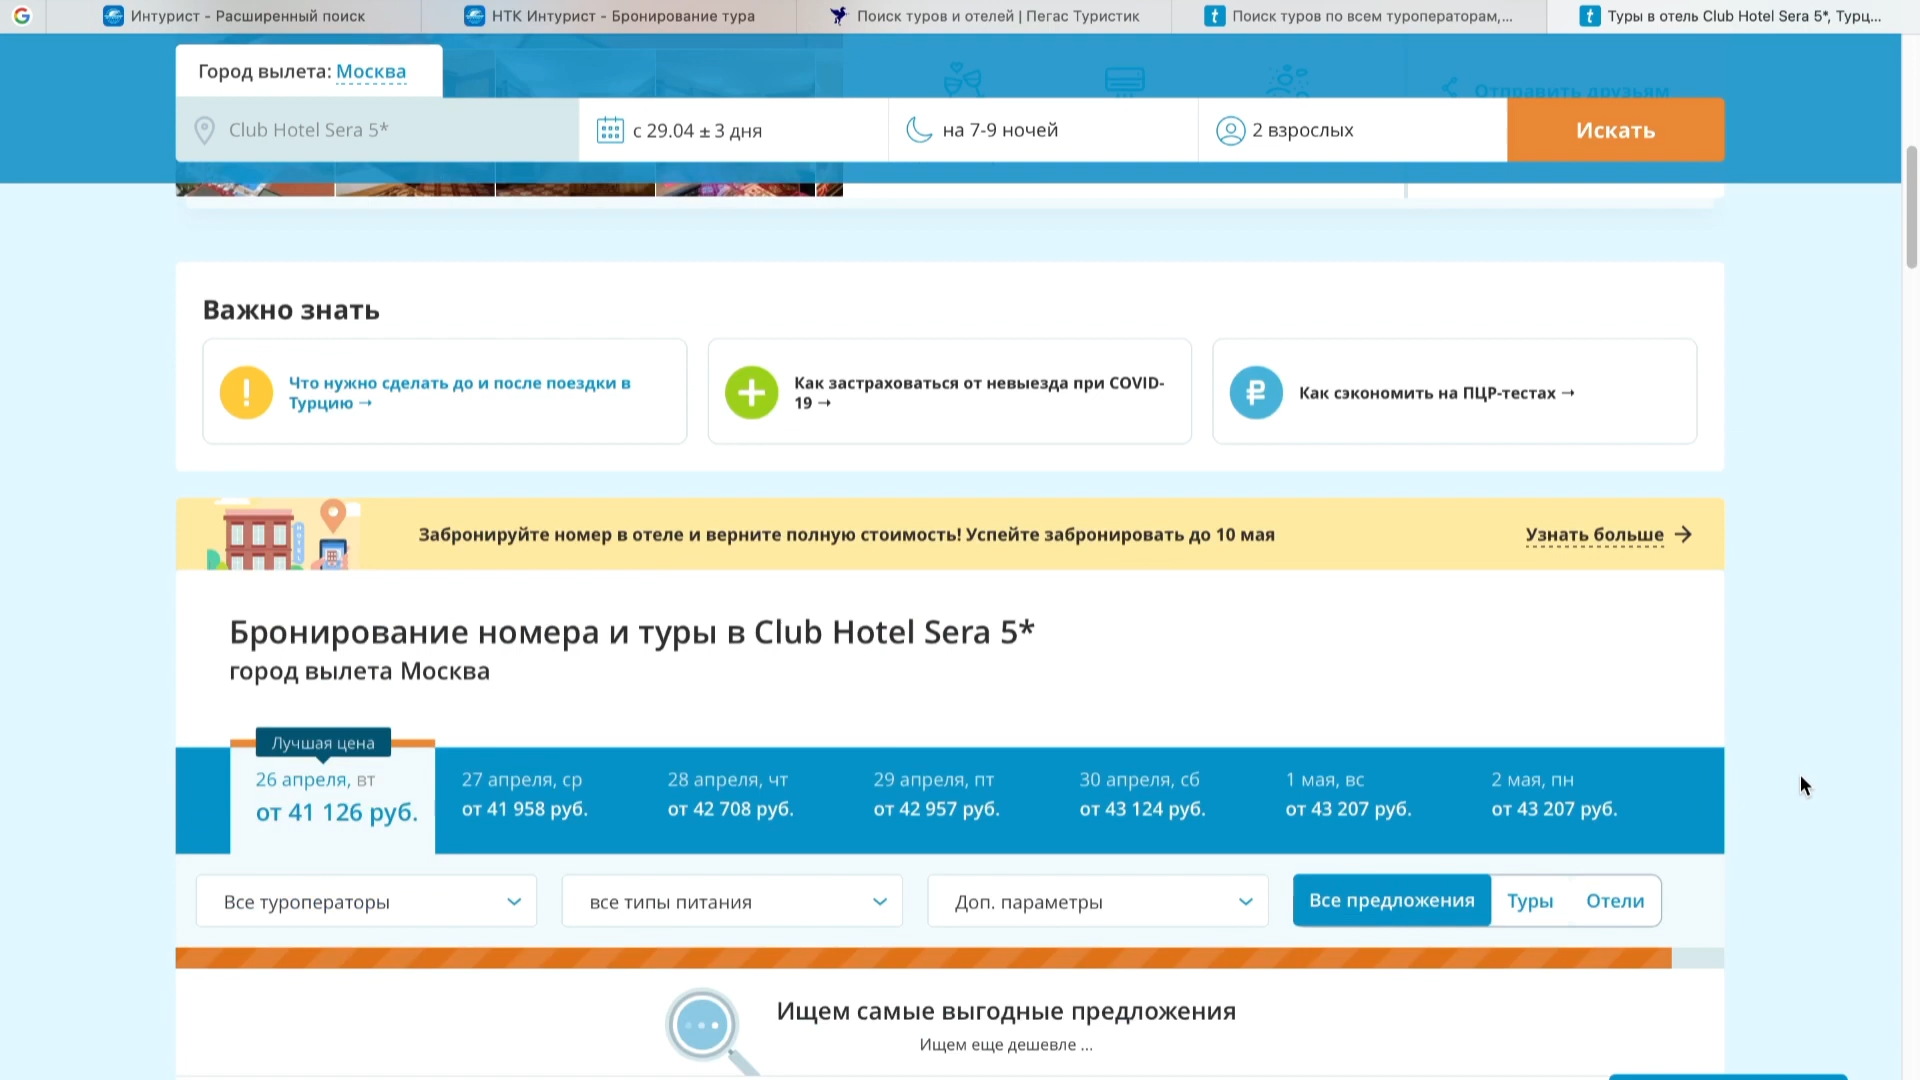 Интурист - Расширенный поиск
НТК Интурист - Бронирование тура
Поиск туров и отелей | Пегас Туристик
Поиск туров по всем туроператорам,...
Туры в отель Club Hotel Sera 5*, Турц...
Город вылета: Москва
Отправить друзьям
Club Hotel Sera 5*
с 29.04 ± 3 дня
на 7-9 ночей
2 взрослых
Искать
Важно знать
Что нужно сделать до и после поездки в
Турцию →
Как застраховаться от невыезда при COVID-
19 →
Как сэкономить на ПЦР-тестах →
HOTEL
Забронируйте номер в отеле и верните полную стоимость! Успейте забронировать до 10 мая
Узнать больше →
Бронирование номера и туры в Club Hotel Sera 5*
город вылета Москва
Лучшая цена
26 апреля, вт
от 41 126 руб.
27 апреля, ср
от 41 958 руб.
28 апреля, чт
от 42 708 руб.
29 апреля, пт
от 42 957 руб.
30 апреля, сб
от 43 124 руб.
1 мая, вс
от 43 207 руб.
2 мая, пн
от 43 207 руб.
Все туроператоры
все типы питания
Доп. параметры
Все предложения
Туры
Отели
Ищем самые выгодные предложения
Ищем еще дешевле ...